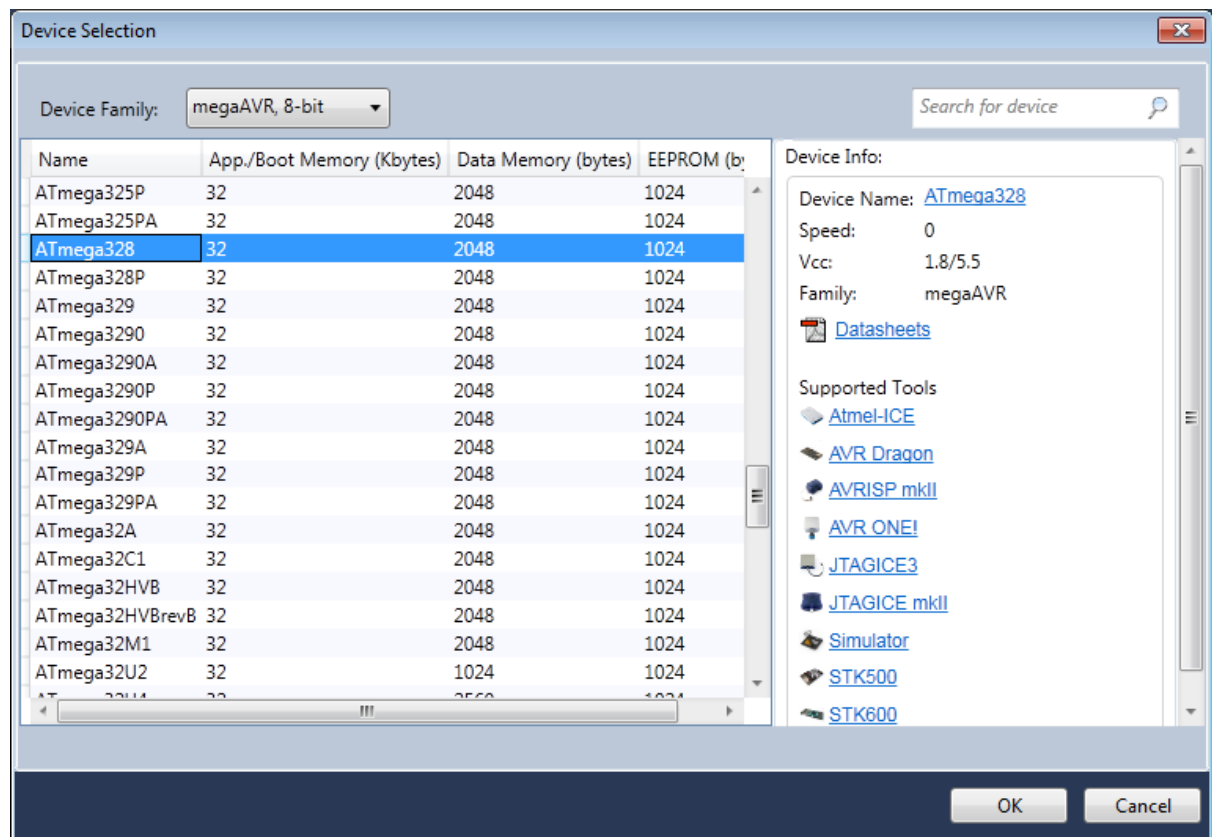 Device Selection
Device Family: megaAVR, 8-bit
Search for device
Name App./Boot Memory (Kbytes) Data Memory (bytes) EEPROM (by
ATmega325P 32 2048 1024
ATmega325PA 32 2048 1024
ATmega328 32 2048 1024
ATmega328P 32 2048 1024
ATmega329 32 2048 1024
ATmega3290 32 2048 1024
ATmega3290A 32 2048 1024
ATmega3290P 32 2048 1024
ATmega3290PA 32 2048 1024
ATmega329A 32 2048 1024
ATmega329P 32 2048 1024
ATmega329PA 32 2048 1024
ATmega32A 32 2048 1024
ATmega32C1 32 2048 1024
ATmega32HVB 32 2048 1024
ATmega32HVBrevB 32 2048 1024
ATmega32M1 32 2048 1024
ATmega32U2 32 1024 1024
Device Info:
Device Name: ATmega328
Speed: 0
Vcc: 1.8/5.5
Family: megaAVR
Datasheets
Supported Tools
Atmel-ICE
AVR Dragon
AVRISP mkII
AVR ONE!
JTAGICE3
JTAGICE mkII
Simulator
STK500
STK600
OK Cancel